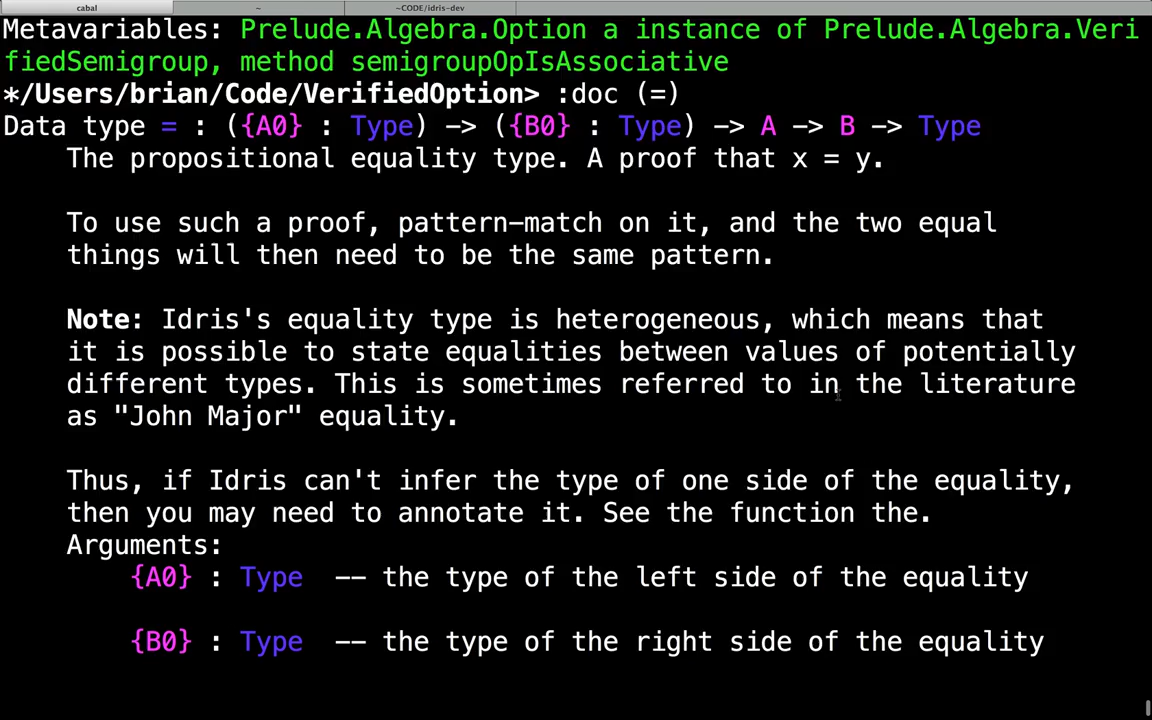 cabal ~ ~CODE/idris-dev
Metavariables: Prelude.Algebra.Option a instance of Prelude.Algebra.Veri
fiedSemigroup, method semigroupOpIsAssociative
*/Users/brian/Code/VerifiedOption> :doc (=)
Data type = : ({A0} : Type) -> ({B0} : Type) -> A -> B -> Type
The propositional equality type. A proof that x = y.
To use such a proof, pattern-match on it, and the two equal
things will then need to be the same pattern.
Note: Idris's equality type is heterogeneous, which means that
it is possible to state equalities between values of potentially
different types. This is sometimes referred to in the literature
as "John Major" equality.
Thus, if Idris can't infer the type of one side of the equality,
then you may need to annotate it. See the function the.
Arguments:
{A0} : Type -- the type of the left side of the equality
{B0} : Type -- the type of the right side of the equality